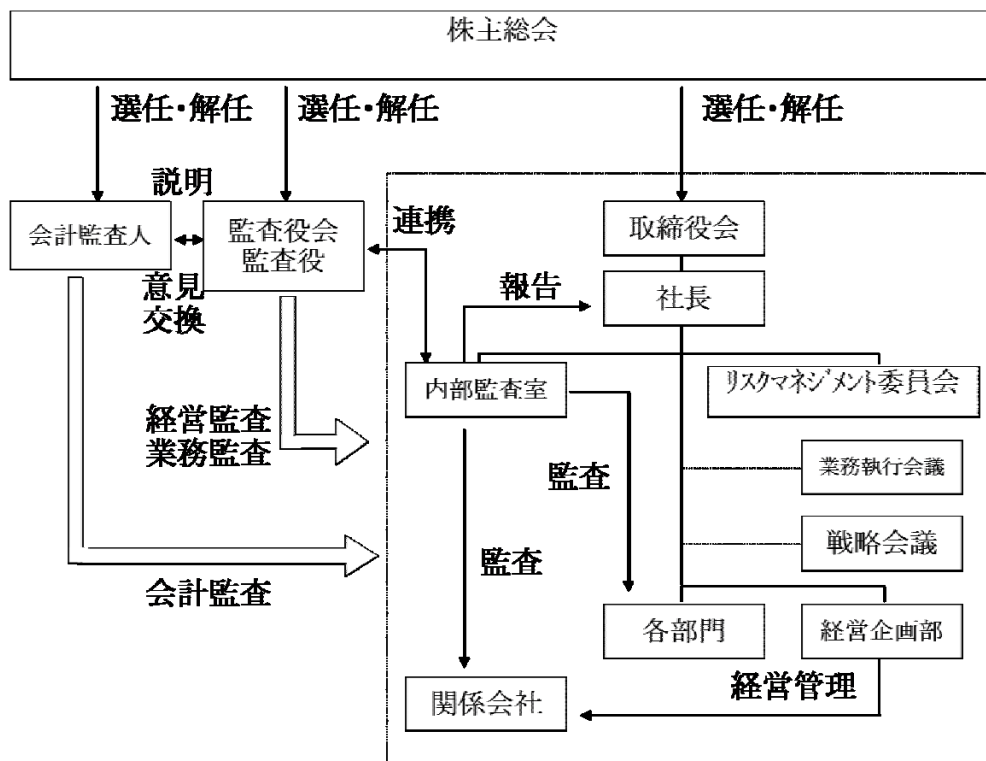 株主総会
選任・解任
選任・解任
選任・解任
説明
会計監査人
監査役会
監査役
連携
取締役会
意見
交換
報告
社長
内部監査室
リスクマネジメント委員会
経営監査
業務監査
監査
業務執行会議
戦略会議
監査
会計監査
各部門
経営企画部
経営管理
関係会社